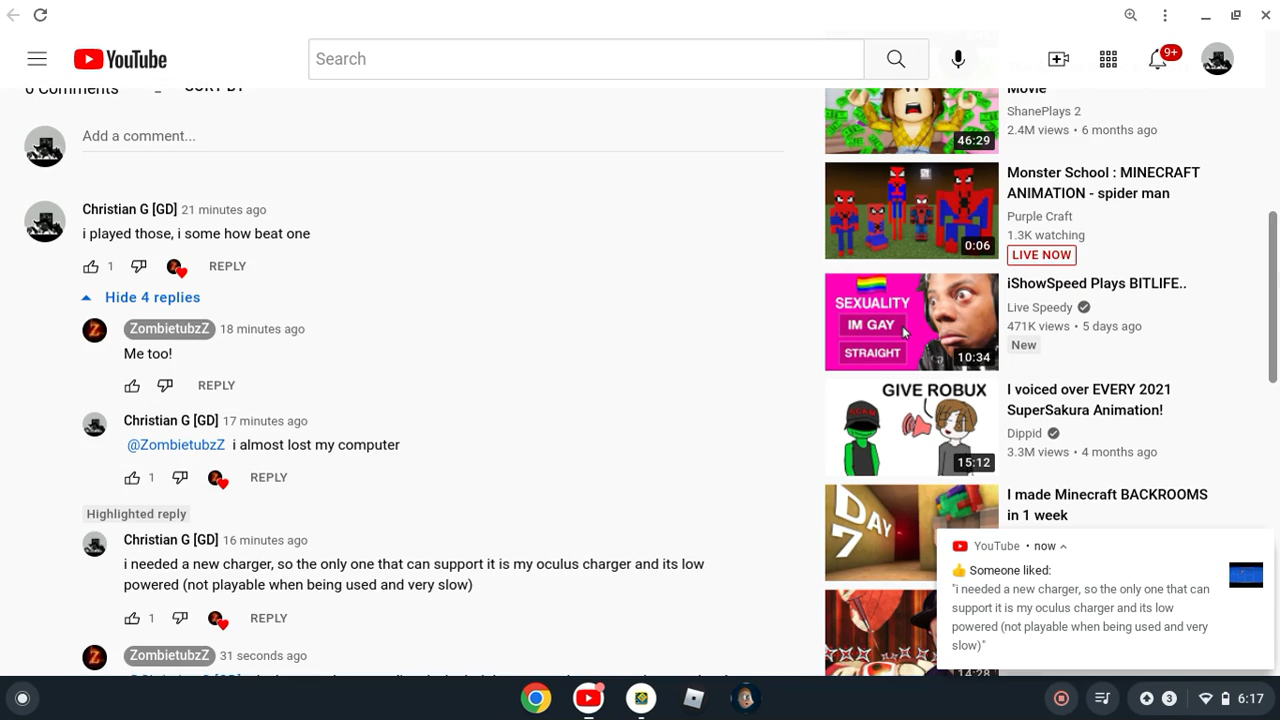 YouTube
Search
9+
6 Comments SORT BY
Add a comment...
Christian G [GD] 21 minutes ago
i played those, i some how beat one
1 REPLY
Hide 4 replies
Z
ZombietubzZ 18 minutes ago
Me too!
REPLY
Christian G [GD] 17 minutes ago
@ZombietubzZ i almost lost my computer
1 REPLY
Highlighted reply
Christian G [GD] 16 minutes ago
i needed a new charger, so the only one that can support it is my oculus charger and its low
powered (not playable when being used and very slow)
1 REPLY
Z
ZombietubzZ 31 seconds ago
46:29
Movie
ShanePlays 2
2.4M views • 6 months ago
0:06
Monster School : MINECRAFT
ANIMATION - spider man
Purple Craft
1.3K watching
LIVE NOW
SEXUALITY
IM GAY
STRAIGHT
10:34
iShowSpeed Plays BITLIFE..
Live Speedy
471K views • 5 days ago
New
GIVE ROBUX
SCAM
15:12
I voiced over EVERY 2021
SuperSakura Animation!
Dippid
3.3M views • 4 months ago
DAY
7
I made Minecraft BACKROOMS
in 1 week
14:28
YouTube • now
Someone liked:
"i needed a new charger, so the only one that can
support it is my oculus charger and its low
powered (not playable when being used and very
slow)"
3 6:17